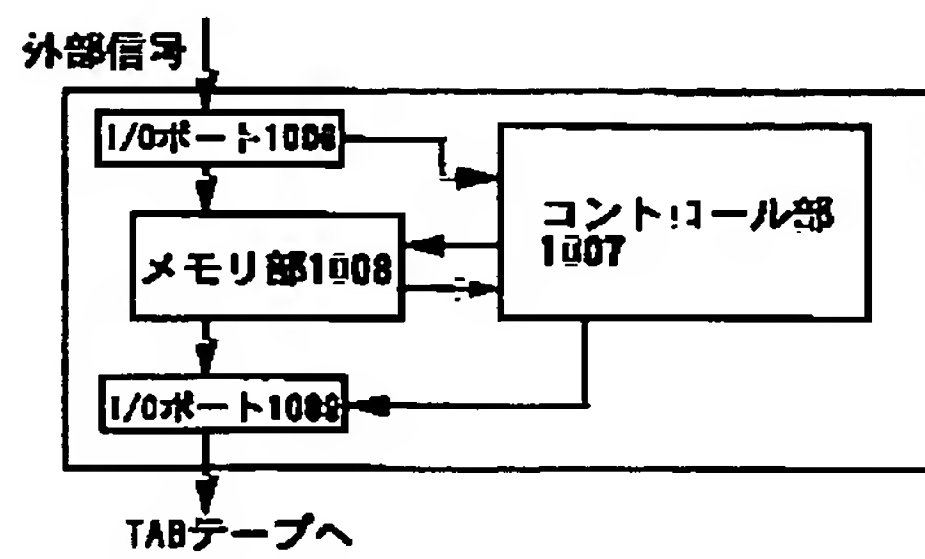 外部信号
I/Oポート1006
コントロール部
1007
メモリ部1008
I/Oポート1009
TABテープへ